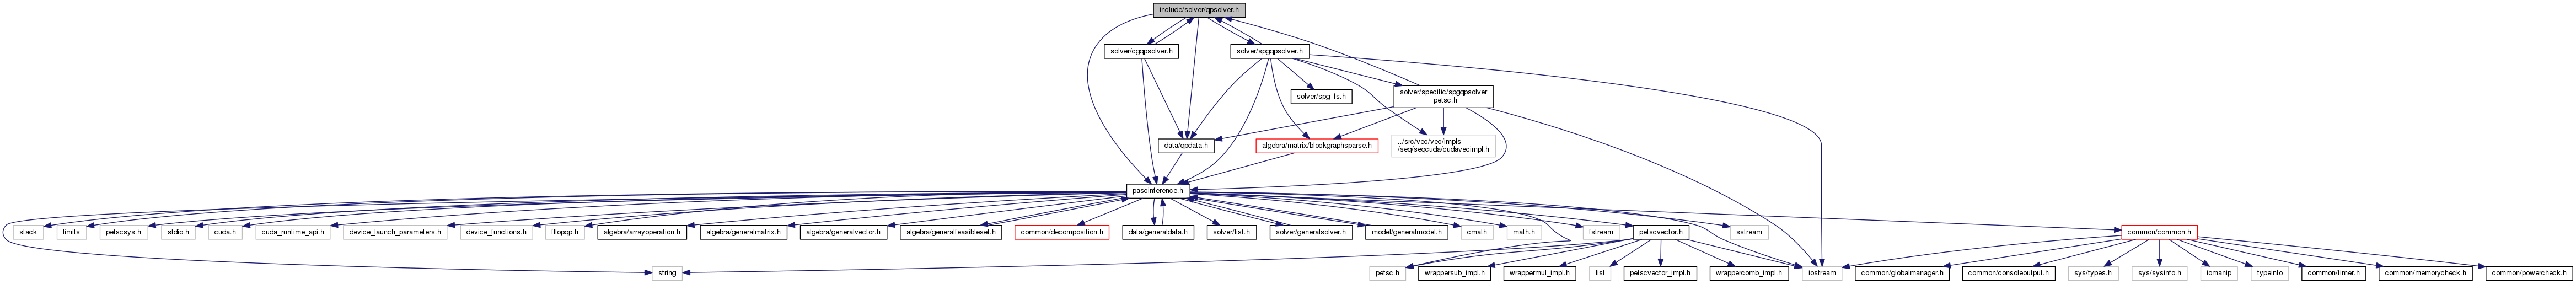 include/solver/qpsolver.h
solver/cgqpsolver.h
solver/spgqpsolver.h
solver/spg_fs.h
solver/specific/spgqpsolver
_petsc.h
data/qpdata.h
algebra/matrix/blockgraphsparse.h
../src/vec/vec/impls
/seq/seqcuda/cudavecimpl.h
pascinference.h
stack
limits
petscsys.h
stdio.h
cuda.h
cuda_runtime_api.h
device_launch_parameters.h
device_functions.h
fllopqp.h
algebra/arrayoperation.h
algebra/generalmatrix.h
algebra/generalvector.h
algebra/generalfeasibleset.h
common/decomposition.h
data/generaldata.h
solver/list.h
solver/generalsolver.h
model/generalmodel.h
cmath
math.h
fstream
petscvector.h
sstream
common/common.h
string
petsc.h
wrappersub_impl.h
wrappermul_impl.h
list
petscvector_impl.h
wrappercomb_impl.h
iostream
common/globalmanager.h
common/consoleoutput.h
sys/types.h
sys/sysinfo.h
iomanip
typeinfo
common/timer.h
common/memorycheck.h
common/powercheck.h